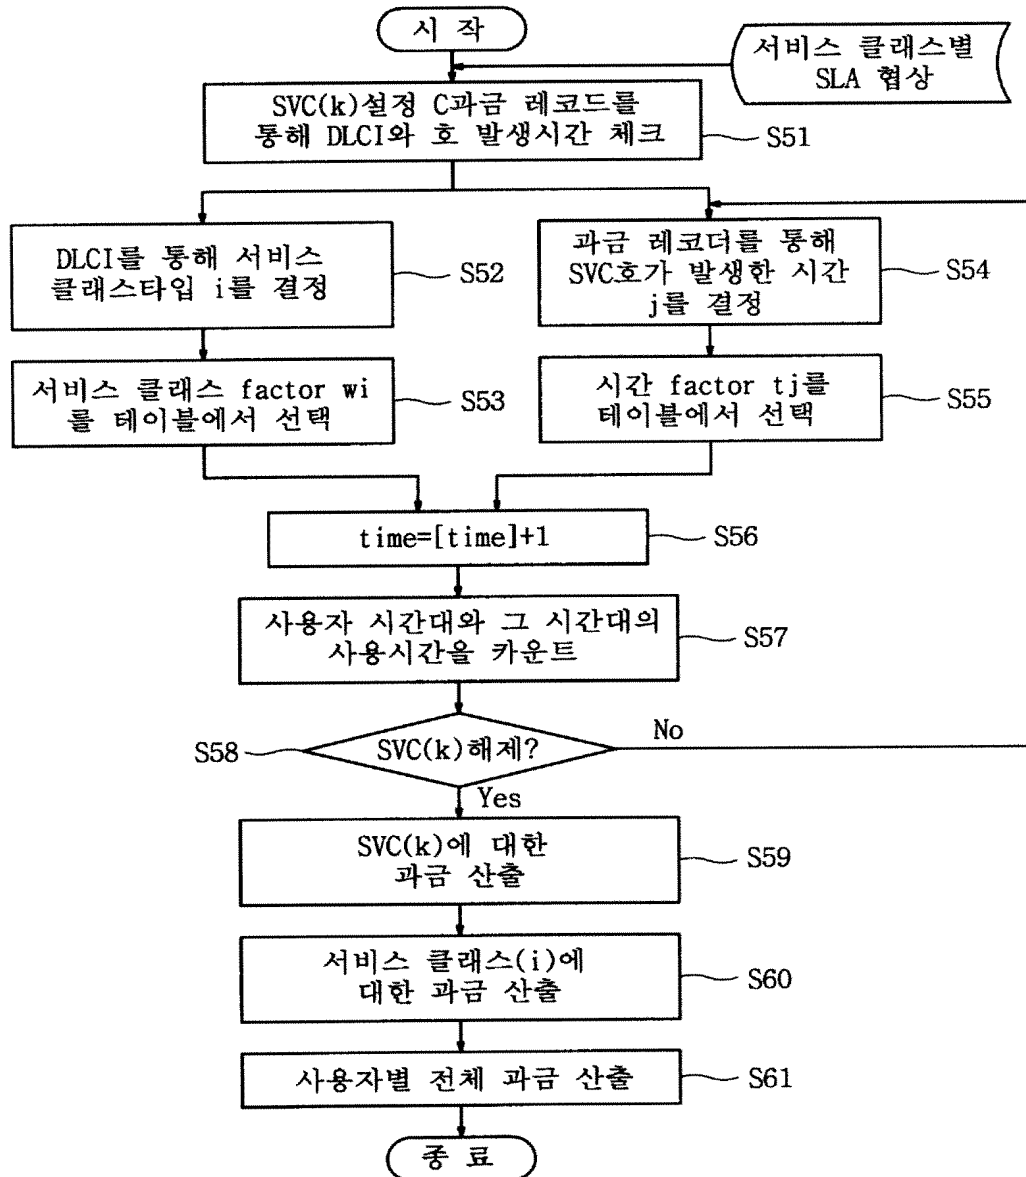 시 작
서비스 클래스별
SLA 협상
SVC(k)설정 C과금 레코드를
통해 DLCI와 호 발생시간 체크
S51
DLCI를 통해 서비스
클래스타입 i를 결정
S52
과금 레코더를 통해
SVC호가 발생한 시간
j를 결정
S54
서비스 클래스 factor wi
를 테이블에서 선택
S53
시간 factor tj를
테이블에서 선택
S55
time=[time]+1
S56
사용자 시간대와 그 시간대의
사용시간을 카운트
S57
S58
SVC(k)해제?
No
Yes
SVC(k)에 대한
과금 산출
S59
서비스 클래스(i)에
대한 과금 산출
S60
사용자별 전체 과금 산출
S61
종 료